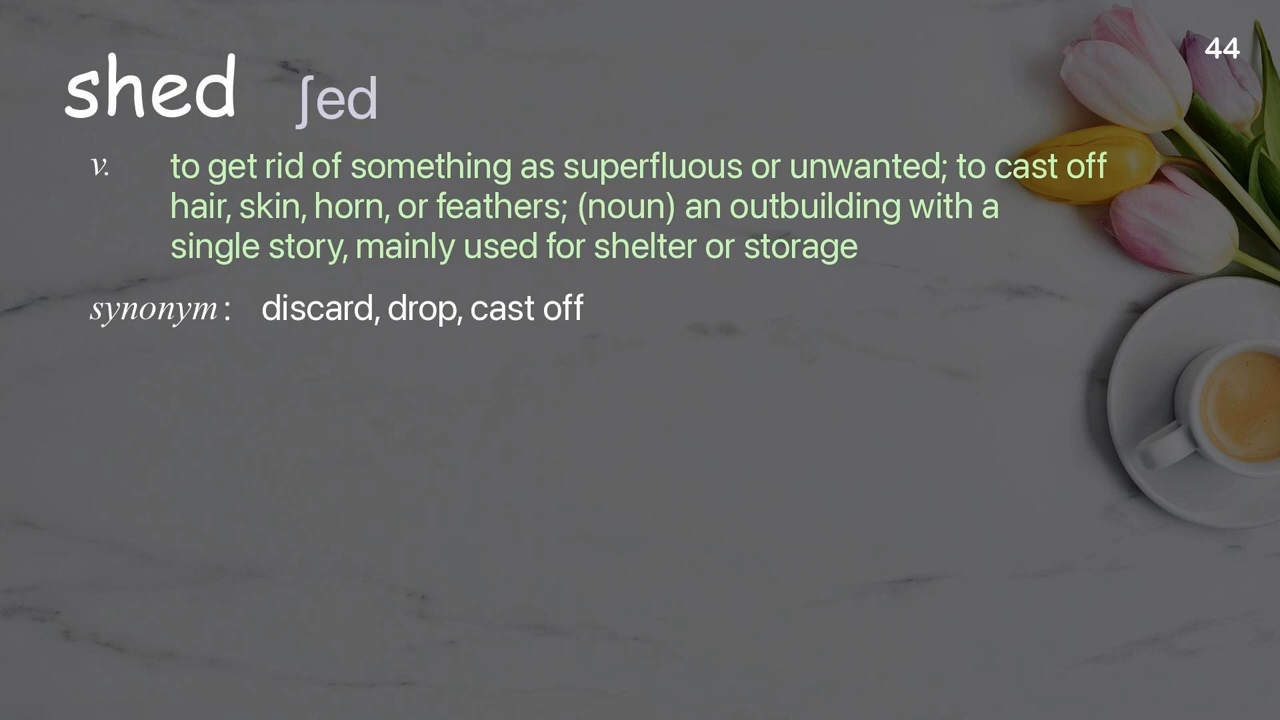 44
shed ʃed
v. to get rid of something as superfluous or unwanted; to cast off
hair, skin, horn, or feathers; (noun) an outbuilding with a
single story, mainly used for shelter or storage
synonym: discard, drop, cast off